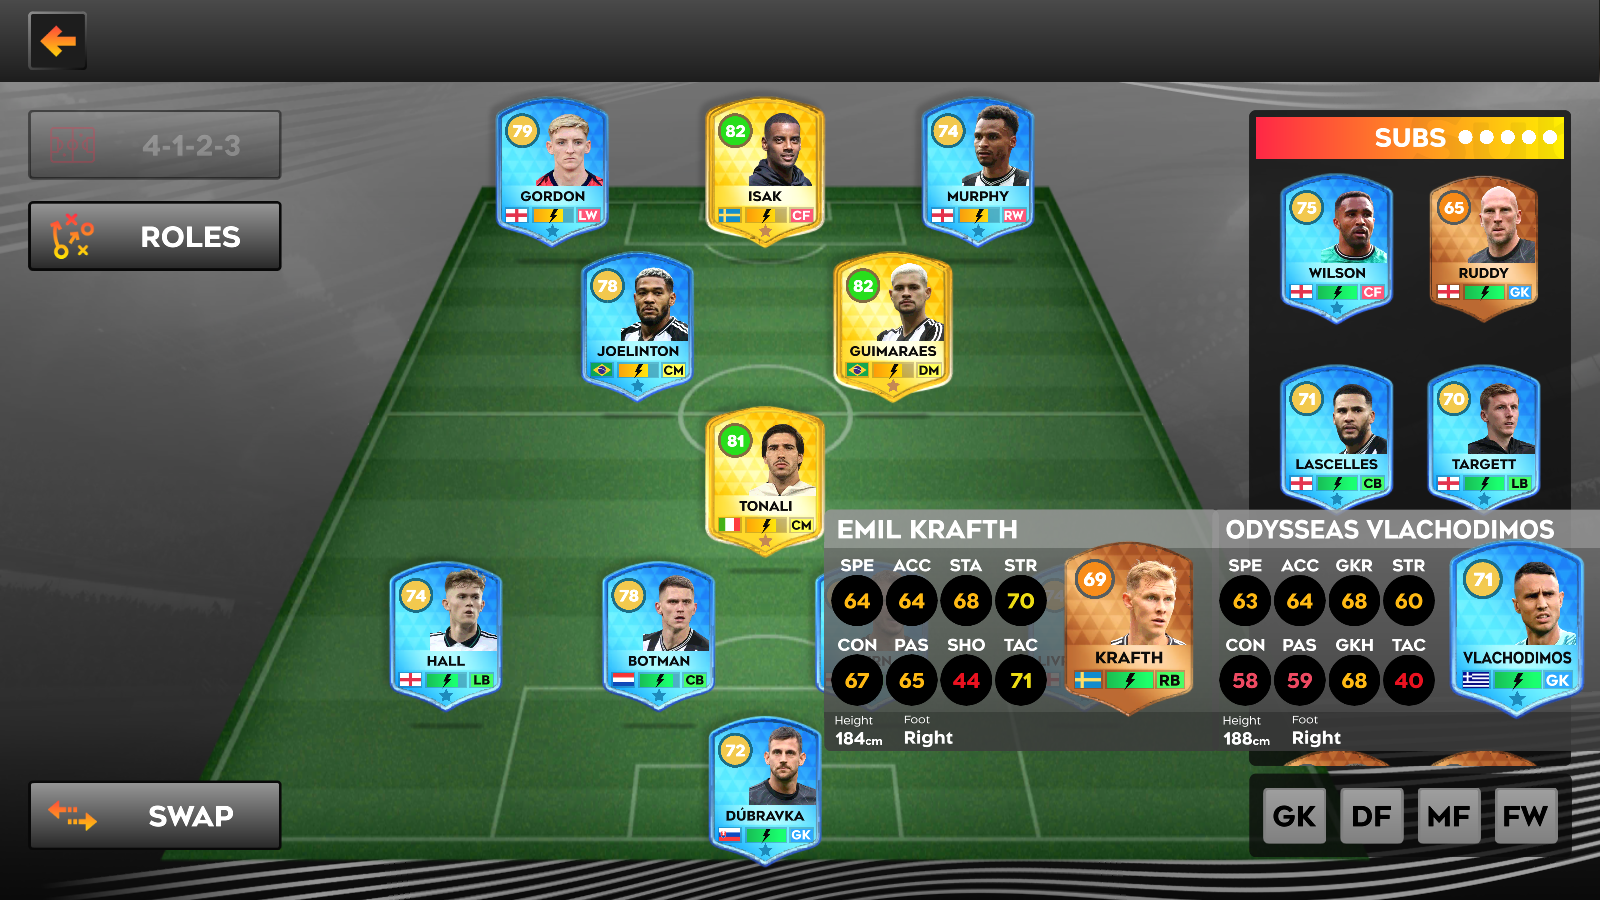 4-1-2-3
ROLES
SWAP
79
GORDON
LW
82
ISAK
CF
74
MURPHY
RW
78
JOELINTON
CM
82
GUIMARAES
DM
81
TONALI
CM
74
HALL
LB
78
BOTMAN
CB
72
DÚBRAVKA
GK
SUBS
75
WILSON
CF
65
RUDDY
GK
71
LASCELLES
CB
70
TARGETT
LB
EMIL KRAFTH
SPE ACC STA STR
64 64 68 70
CON PAS SHO TAC
67 65 44 71
Height Foot
184cm Right
69
KRAFTH
RB
ODYSSEAS VLACHODIMOS
SPE ACC GKR STR
63 64 68 60
CON PAS GKH TAC
58 59 68 40
Height Foot
188cm Right
71
VLACHODIMOS
GK
GK DF MF FW